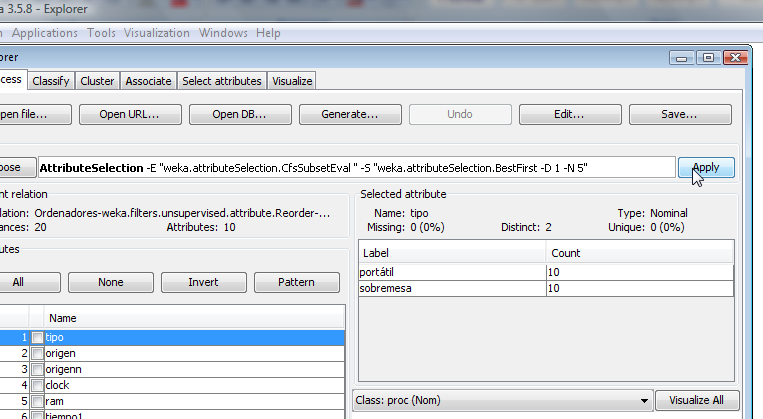 a 3.5.8 - Explorer
Applications Tools Visualization Windows Help
orer
cess Classify Cluster Associate Select attributes Visualize
pen file... Open URL... Open DB... Generate... Undo Edit... Save...
oose AttributeSelection -E "weka.attributeSelection.CfsSubsetEval " -S "weka.attributeSelection.BestFirst -D 1 -N 5" Apply
nt relation Selected attribute
lation: Ordenadores-weka.filters.unsupervised.attribute.Reorder-... Name: tipo Type: Nominal
ances: 20 Attributes: 10 Missing: 0 (0%) Distinct: 2 Unique: 0 (0%)
utes
Label Count
portátil 10
sobremesa 10
All None Invert Pattern
Name
1 tipo
2 origen
3 origenn
4 clock
5 ram
6 tiempo1
Class: proc (Nom) Visualize All